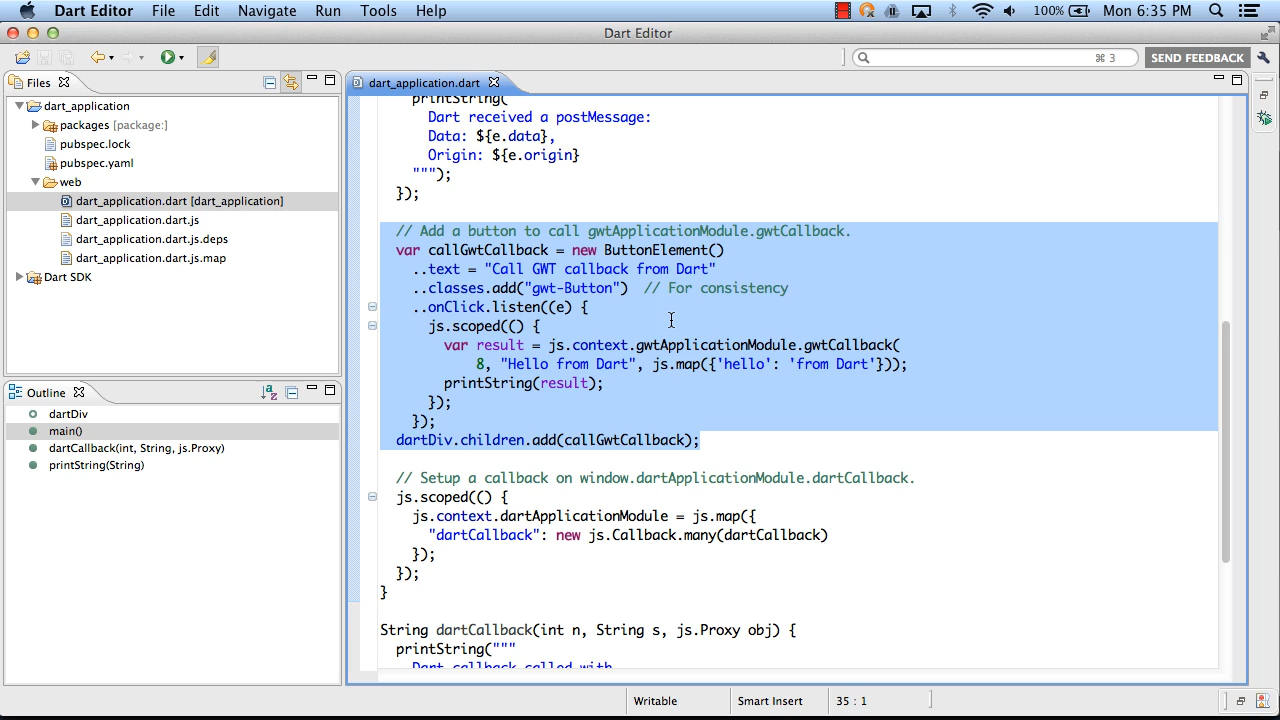 Dart Editor File Edit Navigate Run Tools Help 100% Mon 6:35 PM
Dart Editor
⌘ 3 SEND FEEDBACK
Files
dart_application
packages [package:]
pubspec.lock
pubspec.yaml
web
dart_application.dart [dart_application]
dart_application.dart.js
dart_application.dart.js.deps
dart_application.dart.js.map
Dart SDK
Outline
dartDiv
main()
dartCallback(int, String, js.Proxy)
printString(String)
dart_application.dart
printString("""
Dart received a postMessage:
Data: ${e.data},
Origin: ${e.origin}
""");
});
// Add a button to call gwtApplicationModule.gwtCallback.
var callGwtCallback = new ButtonElement()
..text = "Call GWT callback from Dart"
..classes.add("gwt-Button")  // For consistency
..onClick.listen((e) {
js.scoped(() {
var result = js.context.gwtApplicationModule.gwtCallback(
8, "Hello from Dart", js.map({'hello': 'from Dart'}));
printString(result);
});
});
dartDiv.children.add(callGwtCallback);
// Setup a callback on window.dartApplicationModule.dartCallback.
js.scoped(() {
js.context.dartApplicationModule = js.map({
"dartCallback": new js.Callback.many(dartCallback)
});
});
}
String dartCallback(int n, String s, js.Proxy obj) {
printString("""
Dart callback called with
Writable Smart Insert 35 : 1